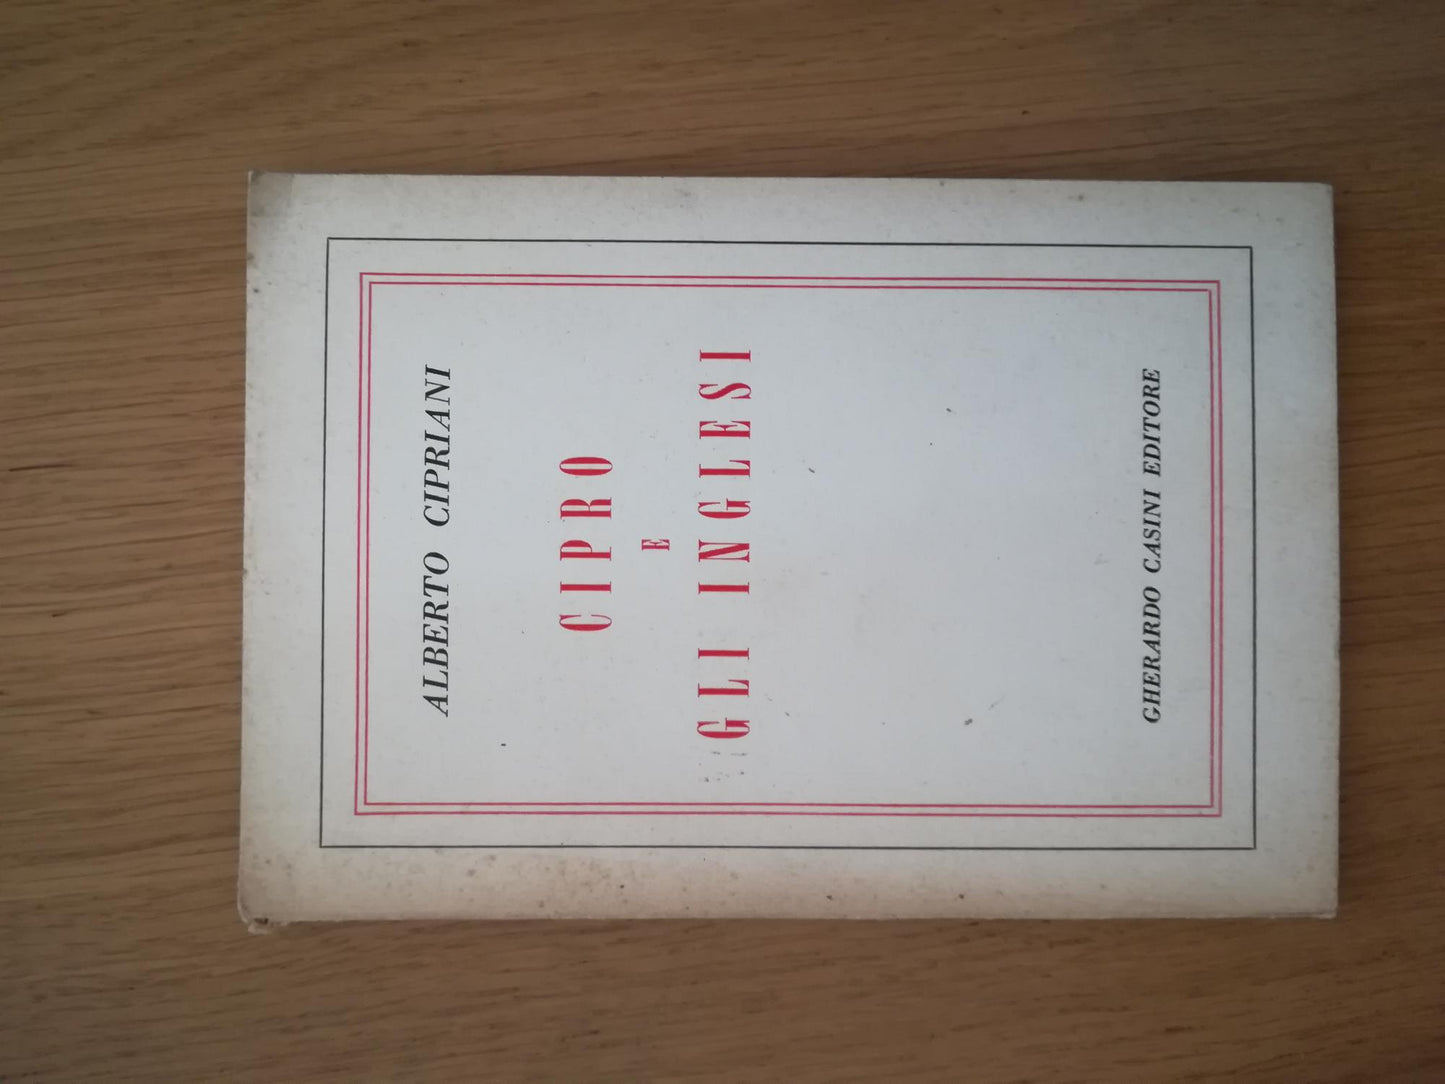 ALBERTO CIPRIANI
CIPRO
E
GLI INGLESI
GHERARDO CASINI EDITORE